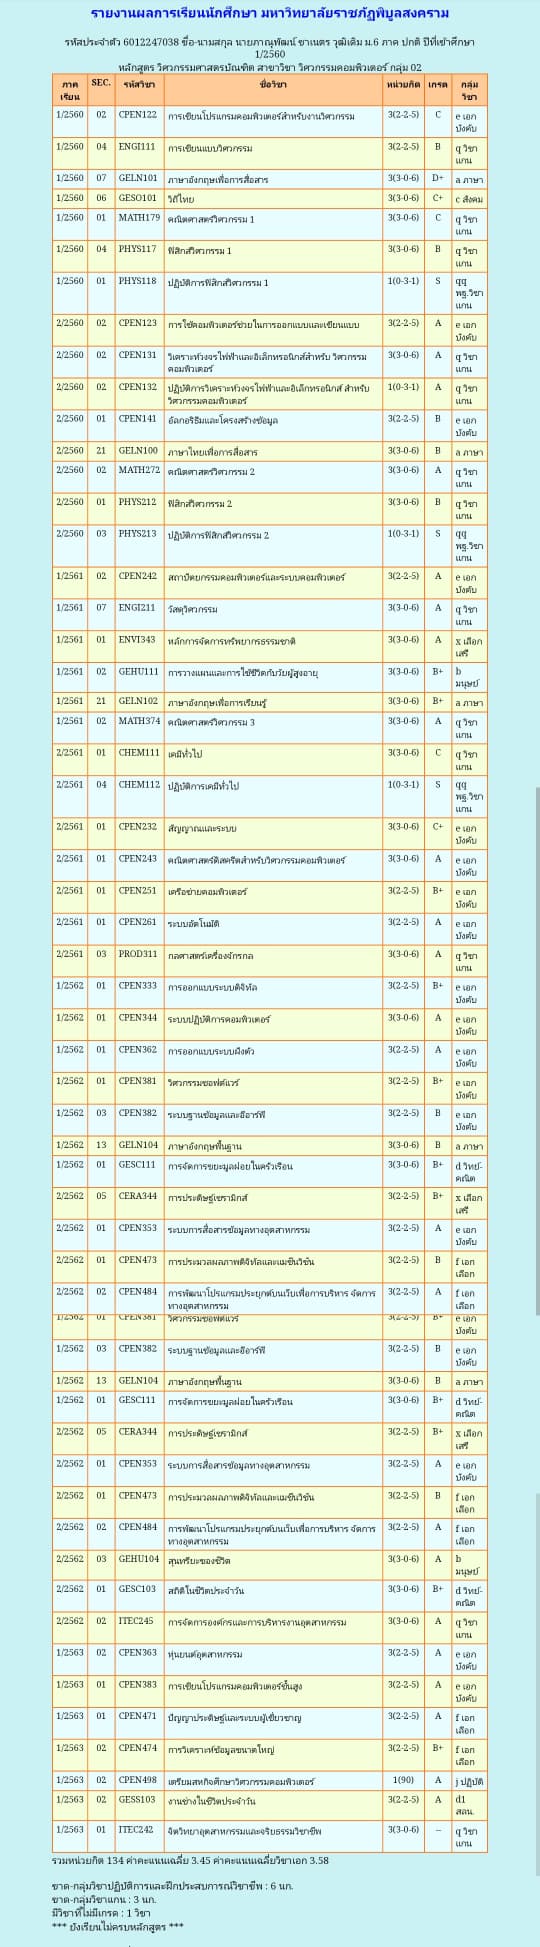 รายงานผลการเรียนนักศึกษา มหาวิทยาลัยราชภัฏพิบูลสงคราม
รหัสประจำตัว 6012247038 ชื่อ-นามสกุล นายภาณุพัฒน์ ชาเนตร วุฒิเดิม ม.6 ภาค ปกติ ปีที่เข้าศึกษา
1/2560
หลักสูตร วิศวกรรมศาสตรบัณฑิต สาขาวิชา วิศวกรรมคอมพิวเตอร์ กลุ่ม 02
ภาคเรียน SEC. รหัสวิชา ชื่อวิชา หน่วยกิต เกรด กลุ่มวิชา
1/2560 02 CPEN122 การเขียนโปรแกรมคอมพิวเตอร์สำหรับงานวิศวกรรม 3(2-2-5) C e เอกบังคับ
1/2560 04 ENGI111 การเขียนแบบวิศวกรรม 3(2-2-5) B q วิชาแกน
1/2560 07 GELN101 ภาษาอังกฤษเพื่อการสื่อสาร 3(3-0-6) D+ a ภาษา
1/2560 06 GESO101 วิถีไทย 3(3-0-6) C+ c สังคม
1/2560 01 MATH179 คณิตศาสตร์วิศวกรรม 1 3(3-0-6) C q วิชาแกน
1/2560 04 PHYS117 ฟิสิกส์วิศวกรรม 1 3(3-0-6) B q วิชาแกน
1/2560 01 PHYS118 ปฏิบัติการฟิสิกส์วิศวกรรม 1 1(0-3-1) S qq พฐ.วิชาแกน
2/2560 02 CPEN123 การใช้คอมพิวเตอร์ช่วยในการออกแบบและเขียนแบบ 3(2-2-5) A e เอกบังคับ
2/2560 02 CPEN131 วิเคราะห์วงจรไฟฟ้าและอิเล็กทรอนิกส์สำหรับ วิศวกรรมคอมพิวเตอร์ 3(3-0-6) A q วิชาแกน
2/2560 02 CPEN132 ปฏิบัติการวิเคราะห์วงจรไฟฟ้าและอิเล็กทรอนิกส์ สำหรับวิศวกรรมคอมพิวเตอร์ 1(0-3-1) A q วิชาแกน
2/2560 01 CPEN141 อัลกอริธึมและโครงสร้างข้อมูล 3(2-2-5) B e เอกบังคับ
2/2560 21 GELN100 ภาษาไทยเพื่อการสื่อสาร 3(3-0-6) B a ภาษา
2/2560 02 MATH272 คณิตศาสตร์วิศวกรรม 2 3(3-0-6) A q วิชาแกน
2/2560 01 PHYS212 ฟิสิกส์วิศวกรรม 2 3(3-0-6) B q วิชาแกน
2/2560 03 PHYS213 ปฏิบัติการฟิสิกส์วิศวกรรม 2 1(0-3-1) S qq พฐ.วิชาแกน
1/2561 02 CPEN242 สถาปัตยกรรมคอมพิวเตอร์และระบบคอมพิวเตอร์ 3(2-2-5) A e เอกบังคับ
1/2561 07 ENGI211 วัสดุวิศวกรรม 3(3-0-6) A q วิชาแกน
1/2561 01 ENVI343 หลักการจัดการทรัพยากรธรรมชาติ 3(3-0-6) A x เลือกเสรี
1/2561 02 GEHU111 การวางแผนและการใช้ชีวิตกับวัยผู้สูงอายุ 3(3-0-6) B+ b มนุษย์
1/2561 21 GELN102 ภาษาอังกฤษเพื่อการเรียนรู้ 3(3-0-6) B+ a ภาษา
1/2561 02 MATH374 คณิตศาสตร์วิศวกรรม 3 3(3-0-6) A q วิชาแกน
2/2561 01 CHEM111 เคมีทั่วไป 3(3-0-6) C q วิชาแกน
2/2561 04 CHEM112 ปฏิบัติการเคมีทั่วไป 1(0-3-1) S qq พฐ.วิชาแกน
2/2561 01 CPEN232 สัญญาณและระบบ 3(3-0-6) C+ e เอกบังคับ
2/2561 01 CPEN243 คณิตศาสตร์ดิสครีตสำหรับวิศวกรรมคอมพิวเตอร์ 3(3-0-6) A e เอกบังคับ
2/2561 01 CPEN251 เครือข่ายคอมพิวเตอร์ 3(2-2-5) B+ e เอกบังคับ
2/2561 01 CPEN261 ระบบอัตโนมัติ 3(2-2-5) A e เอกบังคับ
2/2561 03 PROD311 กลศาสตร์เครื่องจักรกล 3(3-0-6) A q วิชาแกน
1/2562 01 CPEN333 การออกแบบระบบดิจิทัล 3(2-2-5) B+ e เอกบังคับ
1/2562 01 CPEN344 ระบบปฏิบัติการคอมพิวเตอร์ 3(3-0-6) A e เอกบังคับ
1/2562 01 CPEN362 การออกแบบระบบฝังตัว 3(2-2-5) A e เอกบังคับ
1/2562 01 CPEN381 วิศวกรรมซอฟต์แวร์ 3(2-2-5) B+ e เอกบังคับ
1/2562 03 CPEN382 ระบบฐานข้อมูลและอีอาร์พี 3(2-2-5) B e เอกบังคับ
1/2562 13 GELN104 ภาษาอังกฤษพื้นฐาน 3(3-0-6) B a ภาษา
1/2562 01 GESC111 การจัดการขยะมูลฝอยในครัวเรือน 3(3-0-6) B+ d วิทย์-คณิต
2/2562 05 CERA344 การประดิษฐ์เซรามิกส์ 3(2-2-5) B+ x เลือกเสรี
2/2562 01 CPEN353 ระบบการสื่อสารข้อมูลทางอุตสาหกรรม 3(2-2-5) A e เอกบังคับ
2/2562 01 CPEN473 การประมวลผลภาพดิจิทัลและแมชีนวิชัน 3(2-2-5) B f เอกเลือก
2/2562 02 CPEN484 การพัฒนาโปรแกรมประยุกต์บนเว็บเพื่อการบริหาร จัดการทางอุตสาหกรรม 3(2-2-5) A f เอกเลือก
1/2562 01 CPEN381 วิศวกรรมซอฟต์แวร์ 3(2-2-5) B+ e เอกบังคับ
1/2562 03 CPEN382 ระบบฐานข้อมูลและอีอาร์พี 3(2-2-5) B e เอกบังคับ
1/2562 13 GELN104 ภาษาอังกฤษพื้นฐาน 3(3-0-6) B a ภาษา
1/2562 01 GESC111 การจัดการขยะมูลฝอยในครัวเรือน 3(3-0-6) B+ d วิทย์-คณิต
2/2562 05 CERA344 การประดิษฐ์เซรามิกส์ 3(2-2-5) B+ x เลือกเสรี
2/2562 01 CPEN353 ระบบการสื่อสารข้อมูลทางอุตสาหกรรม 3(2-2-5) A e เอกบังคับ
2/2562 01 CPEN473 การประมวลผลภาพดิจิทัลและแมชีนวิชัน 3(2-2-5) B f เอกเลือก
2/2562 02 CPEN484 การพัฒนาโปรแกรมประยุกต์บนเว็บเพื่อการบริหาร จัดการทางอุตสาหกรรม 3(2-2-5) A f เอกเลือก
2/2562 03 GEHU104 สุนทรียะของชีวิต 3(3-0-6) A b มนุษย์
2/2562 01 GESC103 สถิติในชีวิตประจำวัน 3(3-0-6) B+ d วิทย์-คณิต
2/2562 02 ITEC245 การจัดการองค์กรและการบริหารงานอุตสาหกรรม 3(3-0-6) A q วิชาแกน
1/2563 02 CPEN363 หุ่นยนต์อุตสาหกรรม 3(2-2-5) A e เอกบังคับ
1/2563 01 CPEN383 การเขียนโปรแกรมคอมพิวเตอร์ขั้นสูง 3(2-2-5) A e เอกบังคับ
1/2563 01 CPEN471 ปัญญาประดิษฐ์และระบบผู้เชี่ยวชาญ 3(2-2-5) A f เอกเลือก
1/2563 02 CPEN474 การวิเคราะห์ข้อมูลขนาดใหญ่ 3(2-2-5) B+ f เอกเลือก
1/2563 02 CPEN498 เตรียมสหกิจศึกษาวิศวกรรมคอมพิวเตอร์ 1(90) A j ปฏิบัติ
1/2563 02 GESS103 งานช่างในชีวิตประจำวัน 3(2-2-5) A d1 สลน.
1/2563 01 ITEC242 จิตวิทยาอุตสาหกรรมและจริยธรรมวิชาชีพ 3(3-0-6) -- q วิชาแกน
รวมหน่วยกิต 134 ค่าคะแนนเฉลี่ย 3.45 ค่าคะแนนเฉลี่ยวิชาเอก 3.58
ขาด-กลุ่มวิชาปฏิบัติการและฝึกประสบการณ์วิชาชีพ : 6 นก.
ขาด-กลุ่มวิชาแกน : 3 นก.
มีวิชาที่ไม่มีเกรด : 1 วิชา
*** ยังเรียนไม่ครบหลักสูตร ***